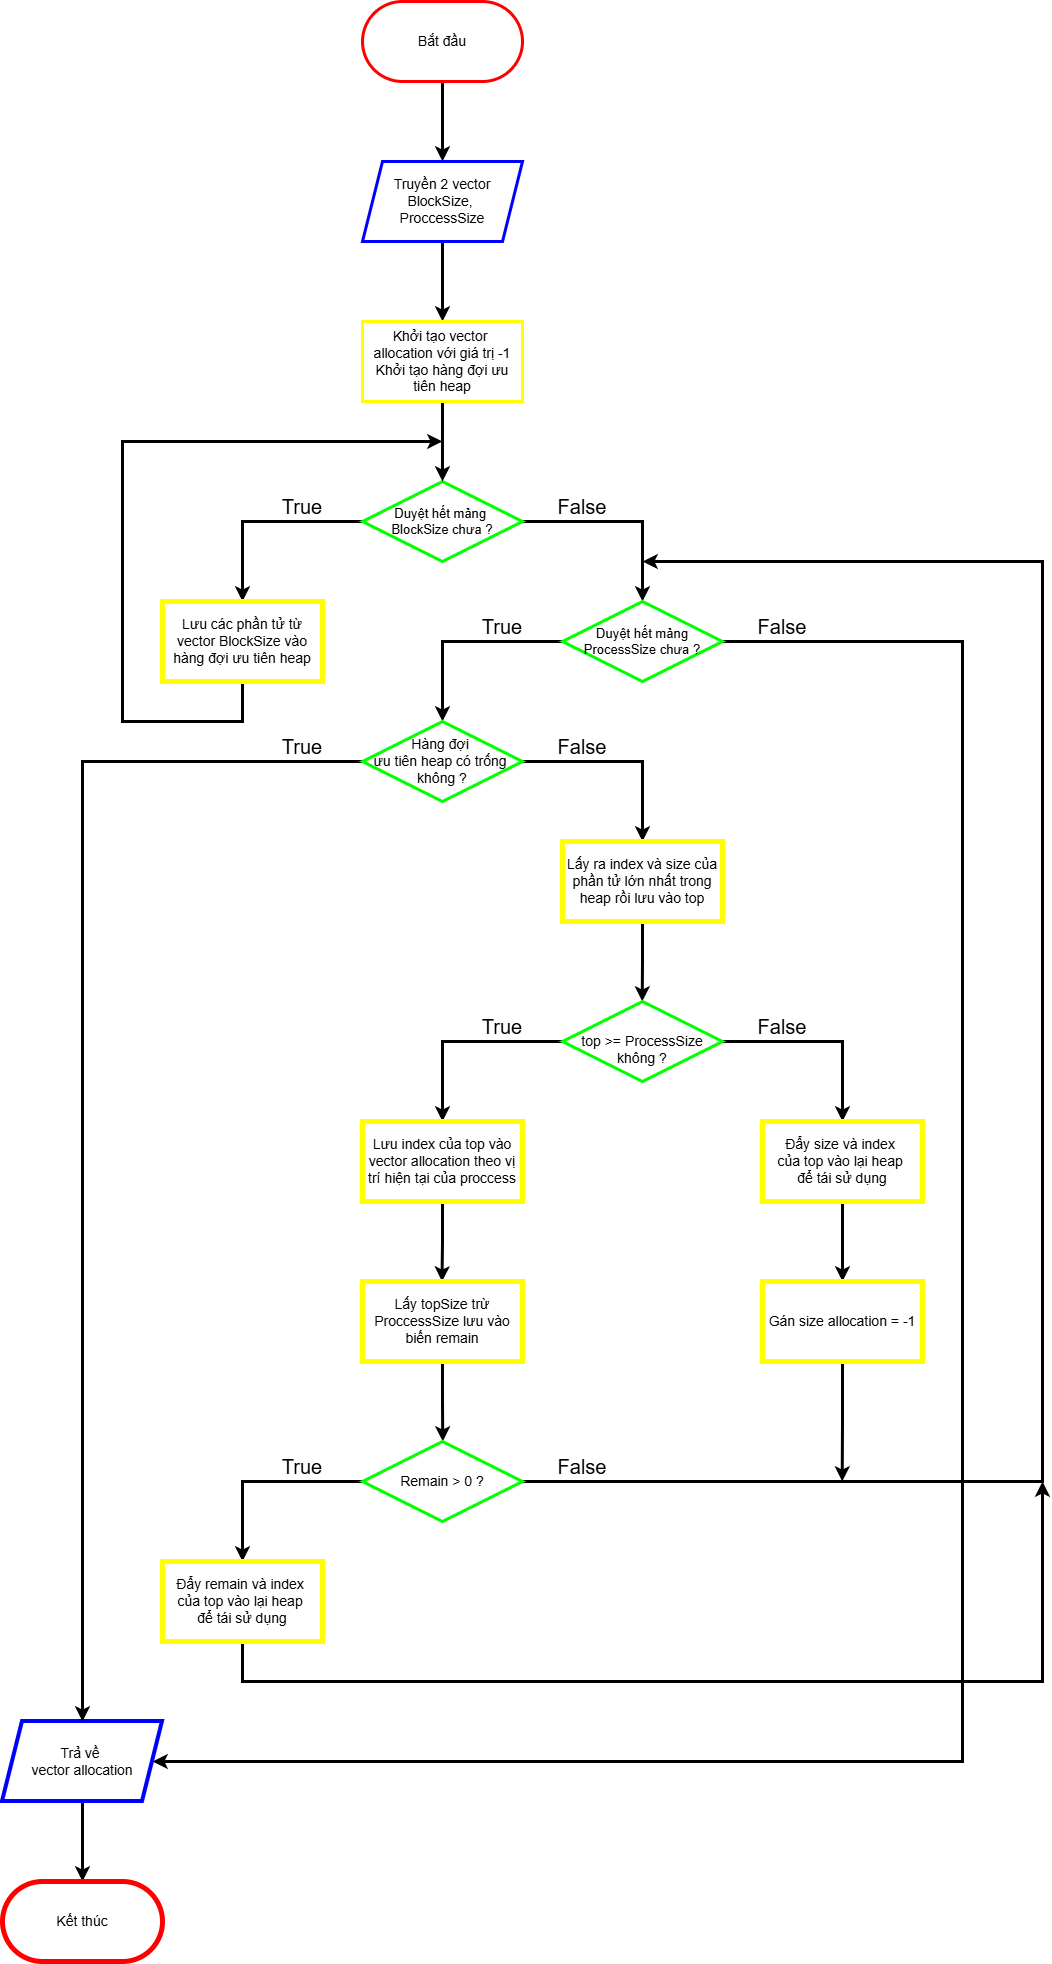 Bắt đầu
Truyền 2 vector
BlockSize,
ProccessSize
Khởi tạo vector
allocation với giá trị -1
Khởi tạo hàng đợi ưu
tiên heap
True
False
Duyệt hết mảng
BlockSize chưa ?
Lưu các phần tử từ
vector BlockSize vào
hàng đợi ưu tiên heap
True
False
Duyệt hết mảng
ProcessSize chưa ?
True
False
Hàng đợi
ưu tiên heap có trống
không ?
Lấy ra index và size của
phần tử lớn nhất trong
heap rồi lưu vào top
True
False
top >= ProcessSize
không ?
Lưu index của top vào
vector allocation theo vị
trí hiện tại của proccess
Đẩy size và index
của top vào lại heap
để tái sử dụng
Lấy topSize trừ
ProccessSize lưu vào
biến remain
Gán size allocation = -1
True
False
Remain > 0 ?
Đẩy remain và index
của top vào lại heap
để tái sử dụng
Trả về
vector allocation
Kết thúc